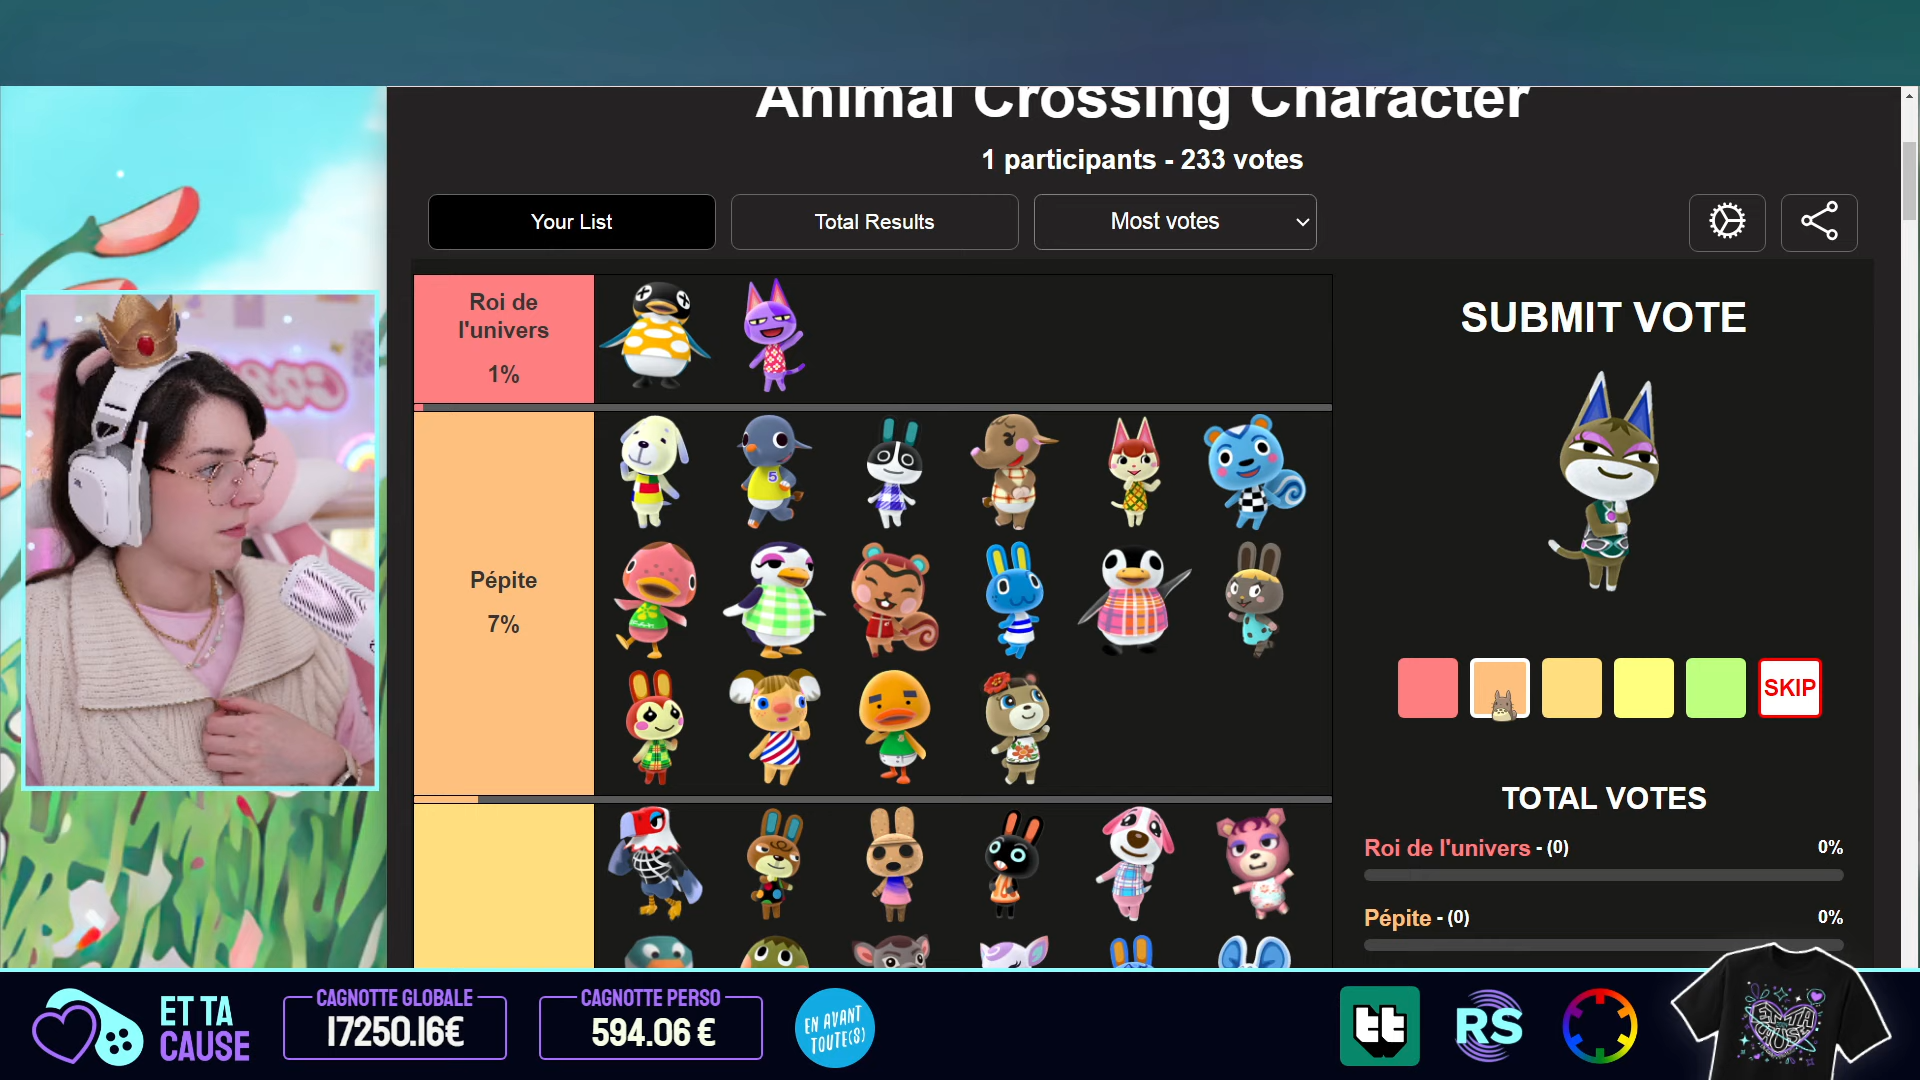 Animal Crossing Character
1 participants - 233 votes
Your List
Total Results
Most votes
Roi de
l'univers
1%
SUBMIT VOTE
5
Pépite
7%
SKIP
TOTAL VOTES
Roi de l'univers - (0)
0%
Pépite - (0)
0%
ET TA
CAUSE
CAGNOTTE GLOBALE
17250.16€
CAGNOTTE PERSO
594.06 €
EN AVANT
TOUTE(S)
tt
RS